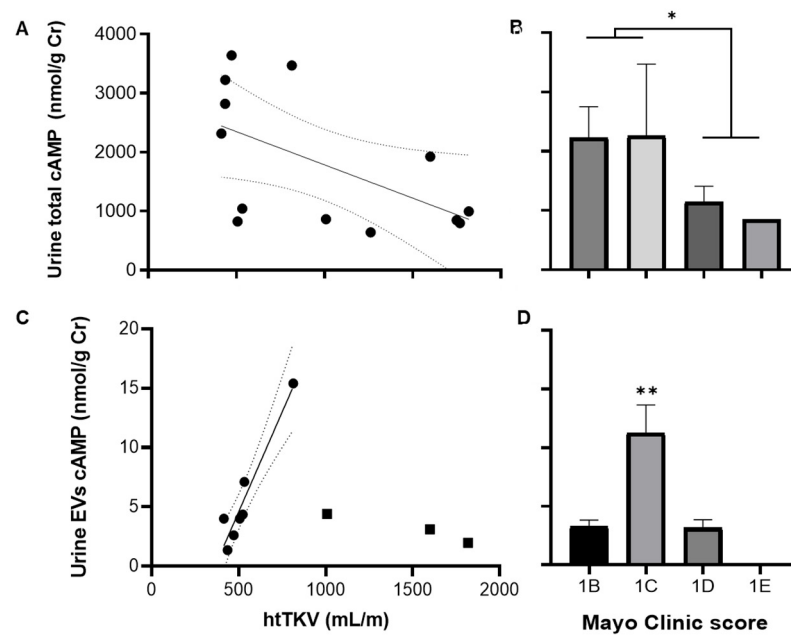 A
B
Urine total cAMP (nmol/g Cr)
4000
3000
2000
1000
0
*
C
D
Urine EVs cAMP (nmol/g Cr)
20
15
10
5
0
**
0 500 1000 1500 2000
1B 1C 1D 1E
htTKV (mL/m)
Mayo Clinic score